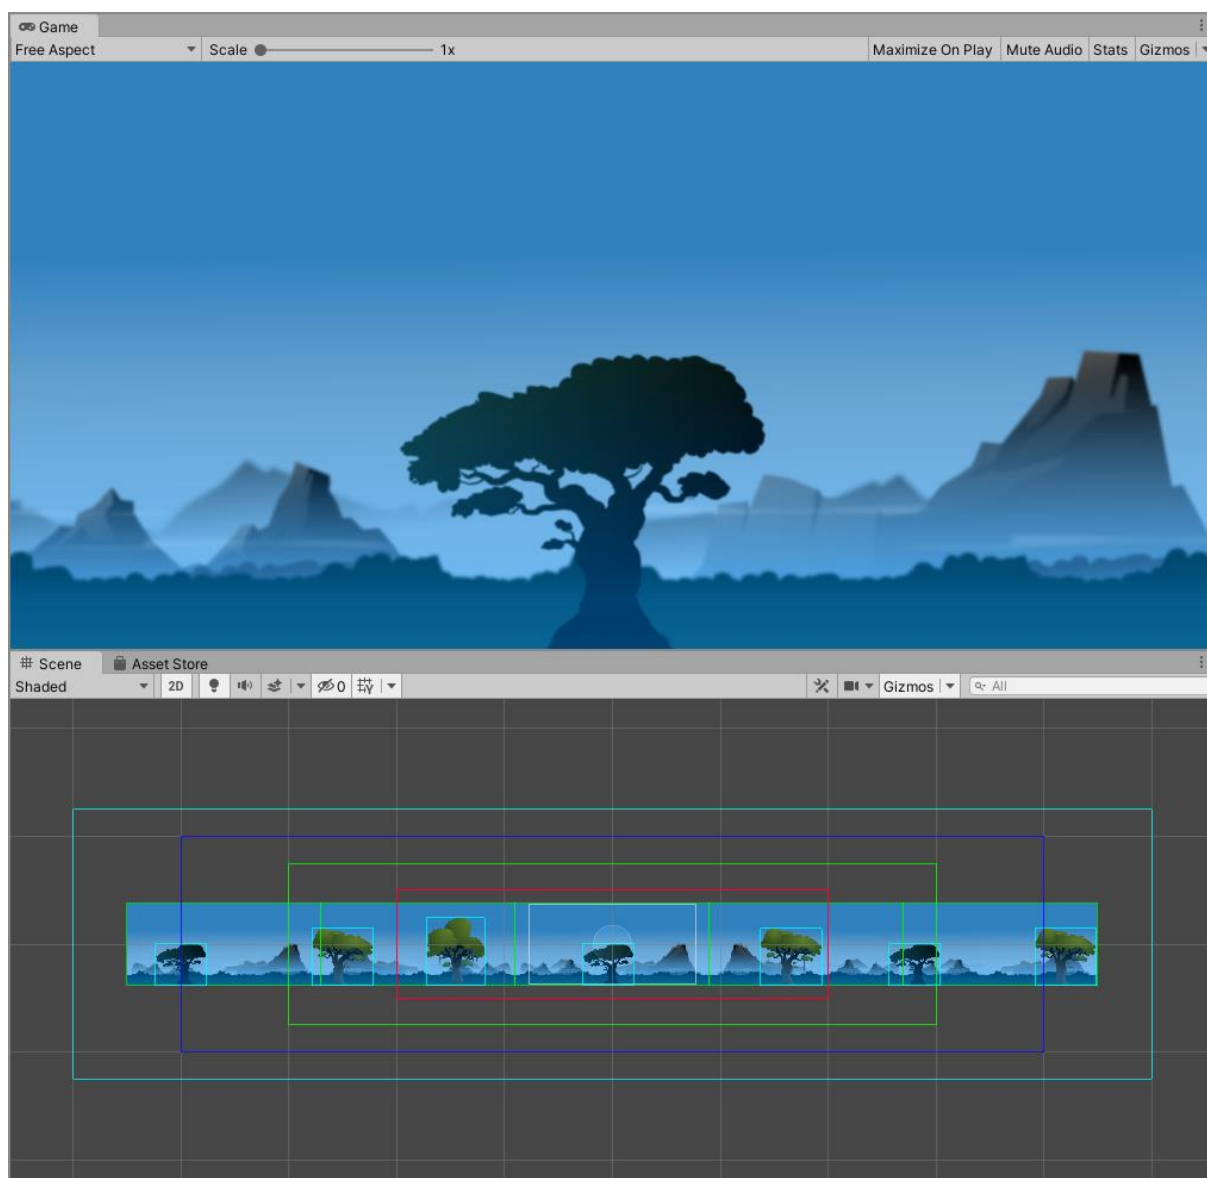 Game
Free Aspect Scale 1x Maximize On Play Mute Audio Stats Gizmos
Scene Asset Store
Shaded 2D 0 Gizmos All